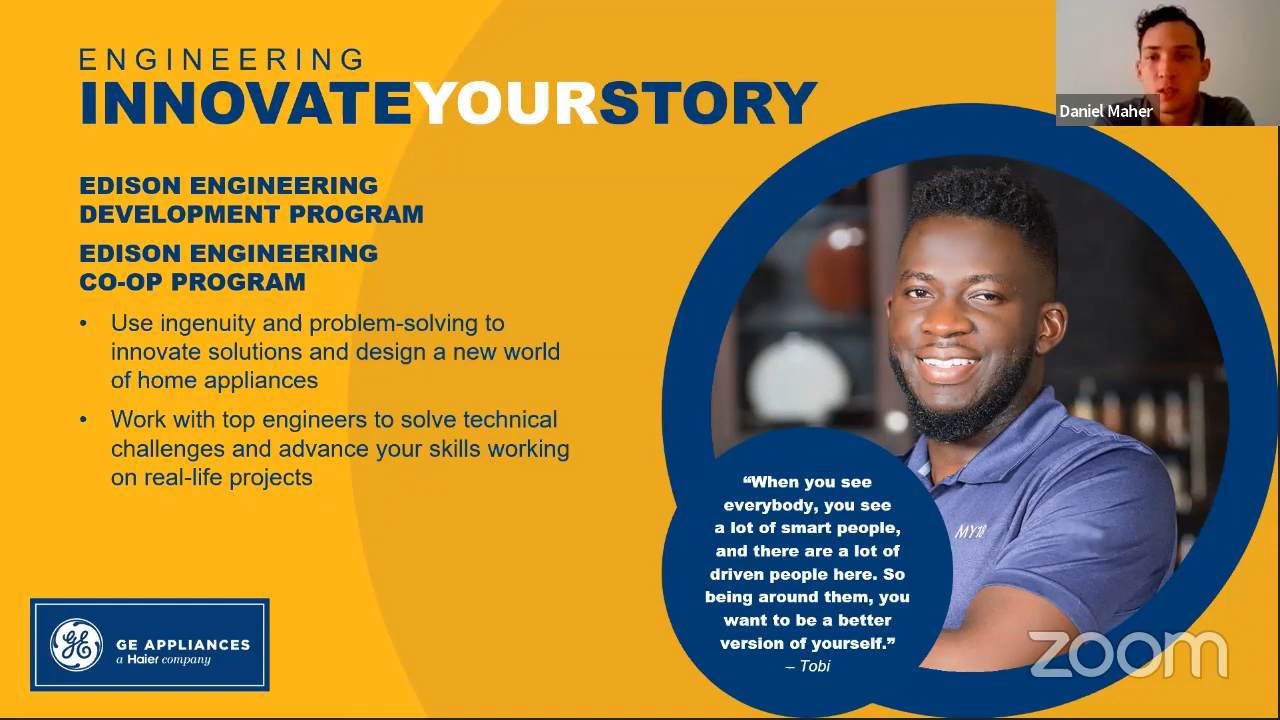 ENGINEERING
INNOVATEYOURSTORY
Daniel Maher
EDISON ENGINEERING
DEVELOPMENT PROGRAM
EDISON ENGINEERING
CO-OP PROGRAM
• Use ingenuity and problem-solving to
innovate solutions and design a new world
of home appliances
• Work with top engineers to solve technical
challenges and advance your skills working
on real-life projects
“When you see
everybody, you see
a lot of smart people,
and there are a lot of
driven people here. So
being around them, you
want to be a better
version of yourself.”
– Tobi
MY18
GE
GE APPLIANCES
a Haier company
zoom